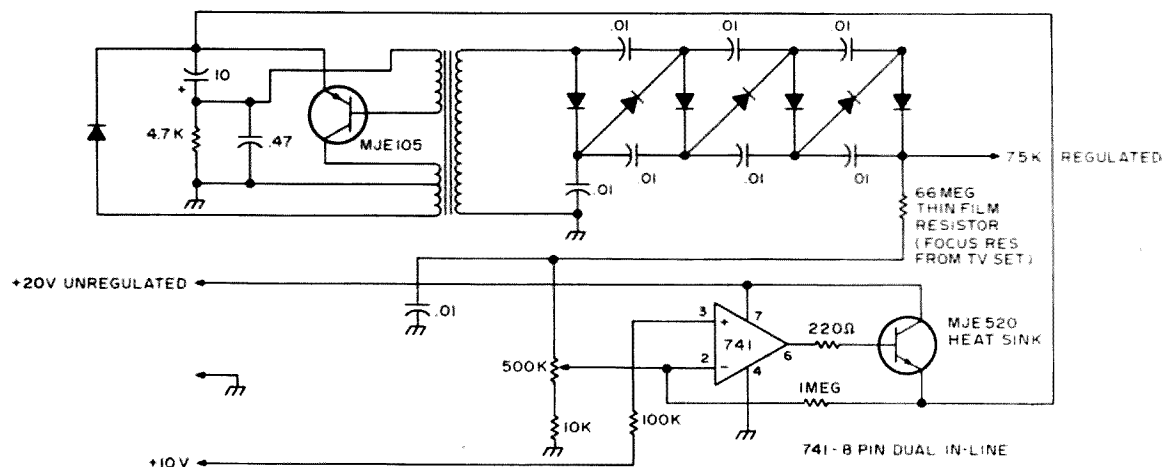 .01
.01
.01
10
+
4.7K
.47
MJE105
.01
.01
.01
.01
7.5K REGULATED
66 MEG
THIN FILM
RESISTOR
(FOCUS RES
FROM TV SET)
+20V UNREGULATED
.01
3
+
7
741
2
−
4
6
220Ω
MJE520
HEAT SINK
500K
1MEG
10K
100K
741-8 PIN DUAL IN-LINE
+10V